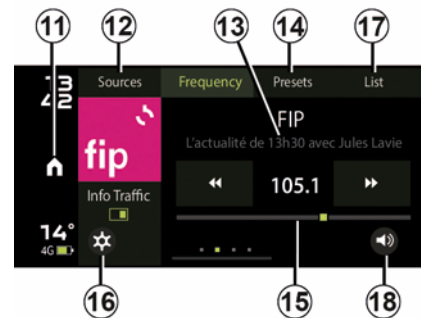 11 12 13 14 17
13
42
Sources Frequency Presets List
FIP
L'actualité de 13h30 avec Jules Lavie
fip
105.1
Info Traffic
14°
4G
16 15 18